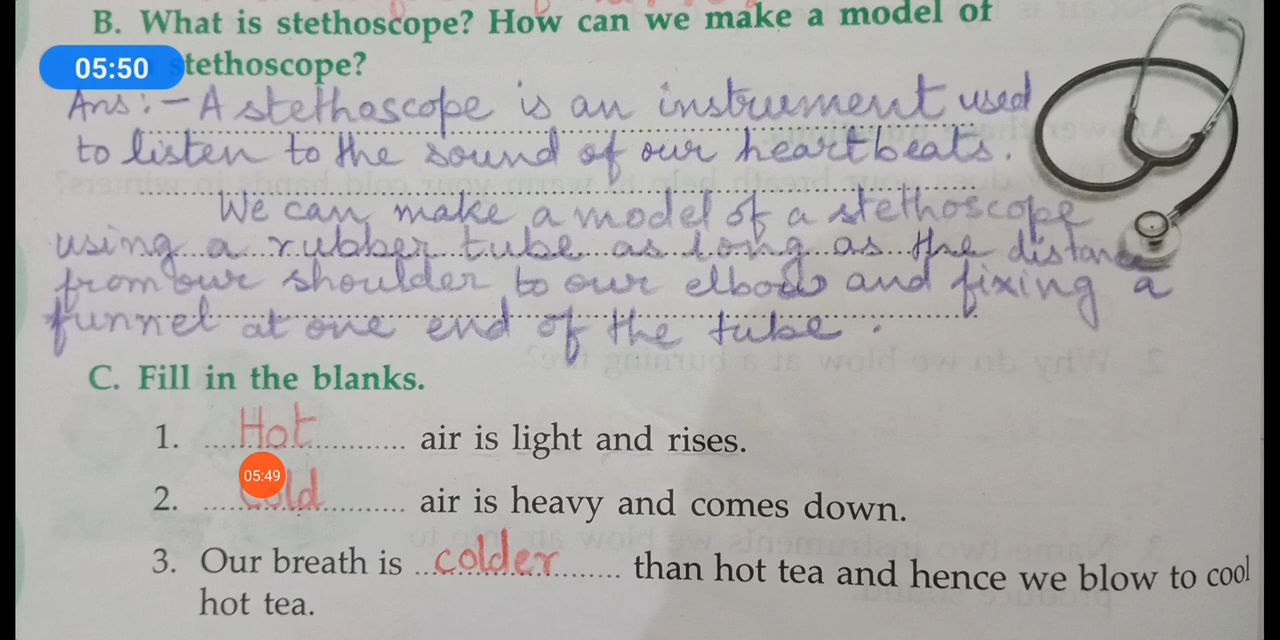 B. What is stethoscope? How can we make a model of
05:50 tethoscope?
Ans:- A stethoscope is an instrument used
to listen to the sound of our heartbeats.
We can make a model of a stethoscope
using a rubber tube as long as the distance
from our shoulder to our elbows and fixing a
funnel at one end of the tube.
C. Fill in the blanks.
1. Hot air is light and rises.
05:49
2. Cold air is heavy and comes down.
3. Our breath is colder than hot tea and hence we blow to cool
hot tea.